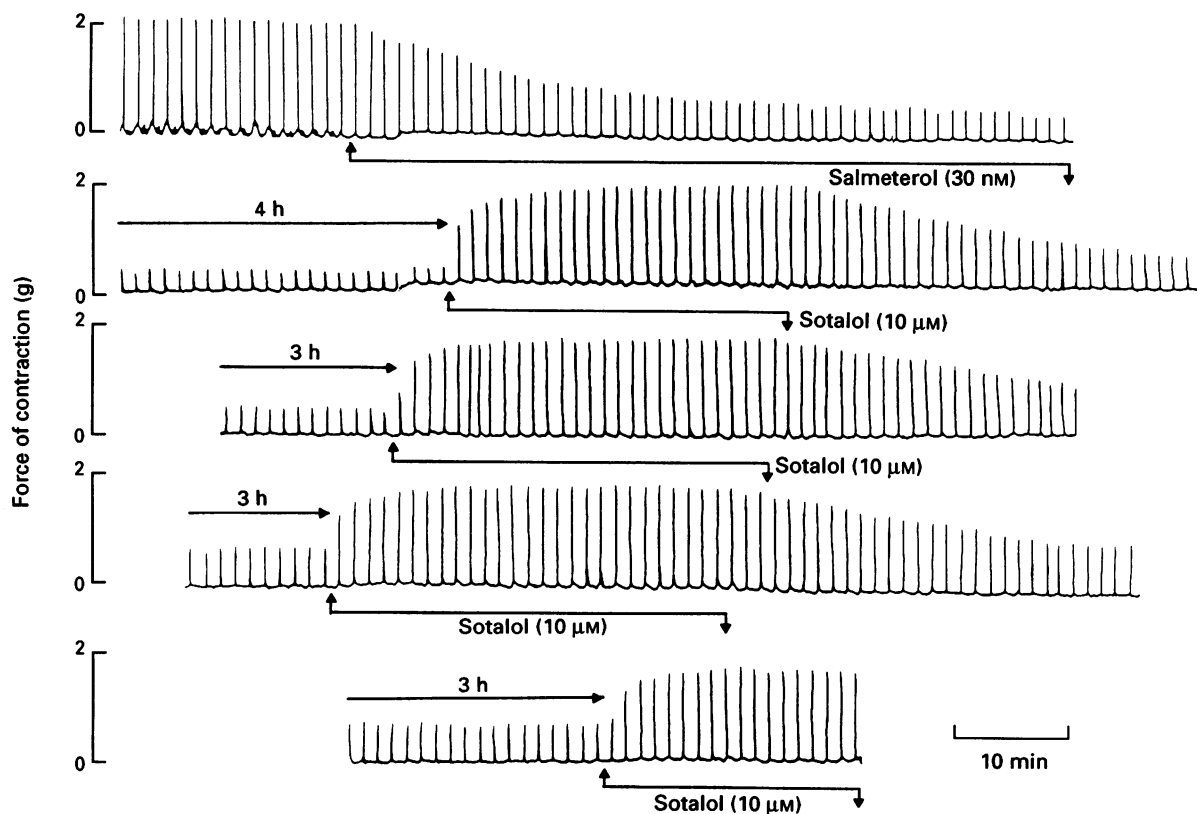 Force of contraction (g)
2
0
Salmeterol (30 nM)
2
4 h
0
Sotalol (10 μM)
2
3 h
0
Sotalol (10 μM)
2
3 h
0
Sotalol (10 μM)
2
3 h
0
10 min
Sotalol (10 μM)